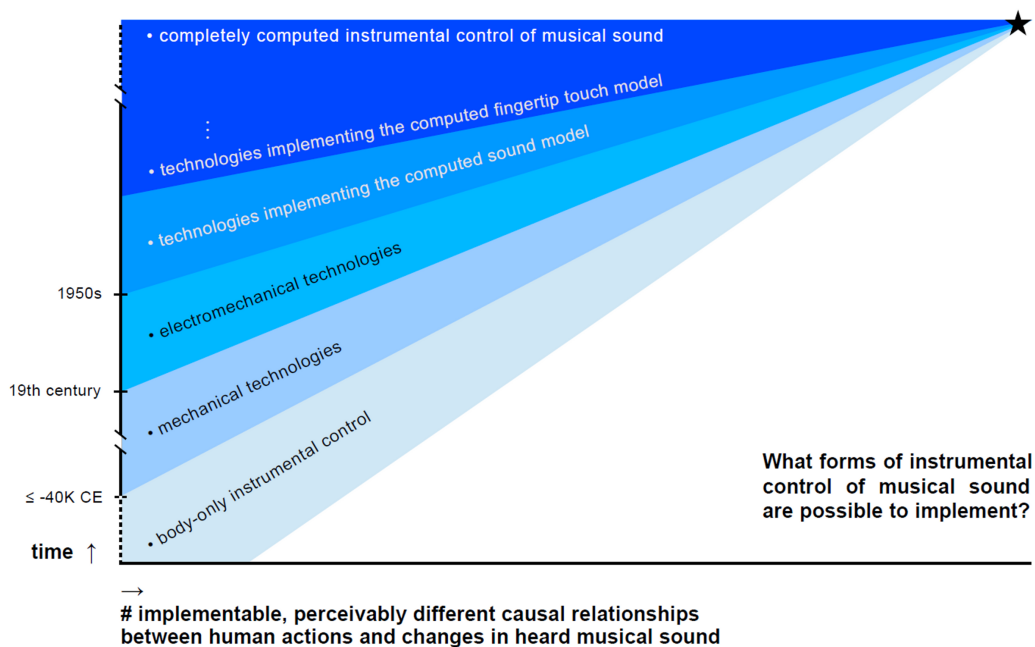 • completely computed instrumental control of musical sound
⋮
• technologies implementing the computed fingertip touch model
• technologies implementing the computed sound model
1950s
• electromechanical technologies
19th century
• mechanical technologies
≤ -40K CE
• body-only instrumental control
What forms of instrumental
control of musical sound
are possible to implement?
time ↑
→
# implementable, perceivably different causal relationships
between human actions and changes in heard musical sound